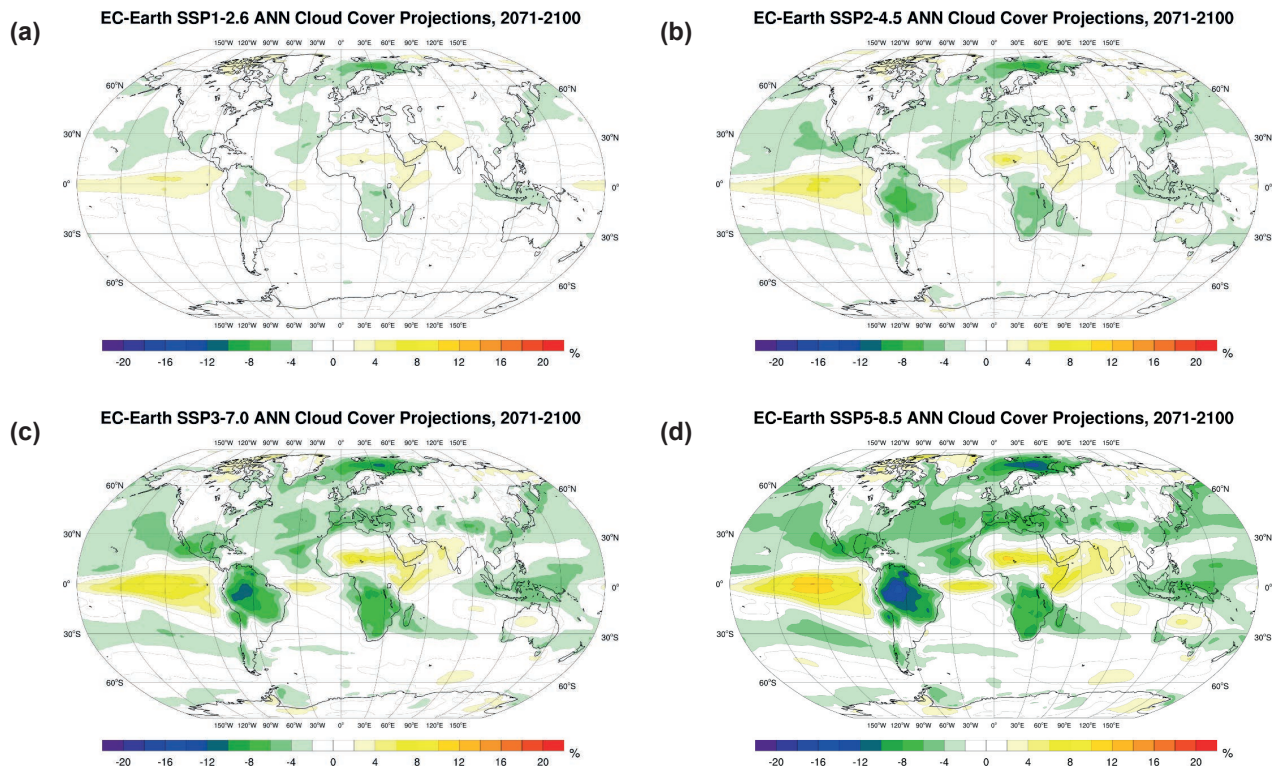 (a)
EC-Earth SSP1-2.6 ANN Cloud Cover Projections, 2071-2100
150°W 120°W 90°W 60°W 30°W 0° 30°E 60°E 90°E 120°E 150°E
60°N 60°N
30°N 30°N
0° 0°
30°S 30°S
60°S 60°S
150°W 120°W 90°W 60°W 30°W 0° 30°E 60°E 90°E 120°E 150°E
-20 -16 -12 -8 -4 0 4 8 12 16 20 %
(b)
EC-Earth SSP2-4.5 ANN Cloud Cover Projections, 2071-2100
150°W 120°W 90°W 60°W 30°W 0° 30°E 60°E 90°E 120°E 150°E
60°N 60°N
30°N 30°N
0° 0°
30°S 30°S
60°S 60°S
150°W 120°W 90°W 60°W 30°W 0° 30°E 60°E 90°E 120°E 150°E
-20 -16 -12 -8 -4 0 4 8 12 16 20 %
(c)
EC-Earth SSP3-7.0 ANN Cloud Cover Projections, 2071-2100
150°W 120°W 90°W 60°W 30°W 0° 30°E 60°E 90°E 120°E 150°E
60°N 60°N
30°N 30°N
0° 0°
30°S 30°S
60°S 60°S
150°W 120°W 90°W 60°W 30°W 0° 30°E 60°E 90°E 120°E 150°E
-20 -16 -12 -8 -4 0 4 8 12 16 20 %
(d)
EC-Earth SSP5-8.5 ANN Cloud Cover Projections, 2071-2100
150°W 120°W 90°W 60°W 30°W 0° 30°E 60°E 90°E 120°E 150°E
60°N 60°N
30°N 30°N
0° 0°
30°S 30°S
60°S 60°S
150°W 120°W 90°W 60°W 30°W 0° 30°E 60°E 90°E 120°E 150°E
-20 -16 -12 -8 -4 0 4 8 12 16 20 %